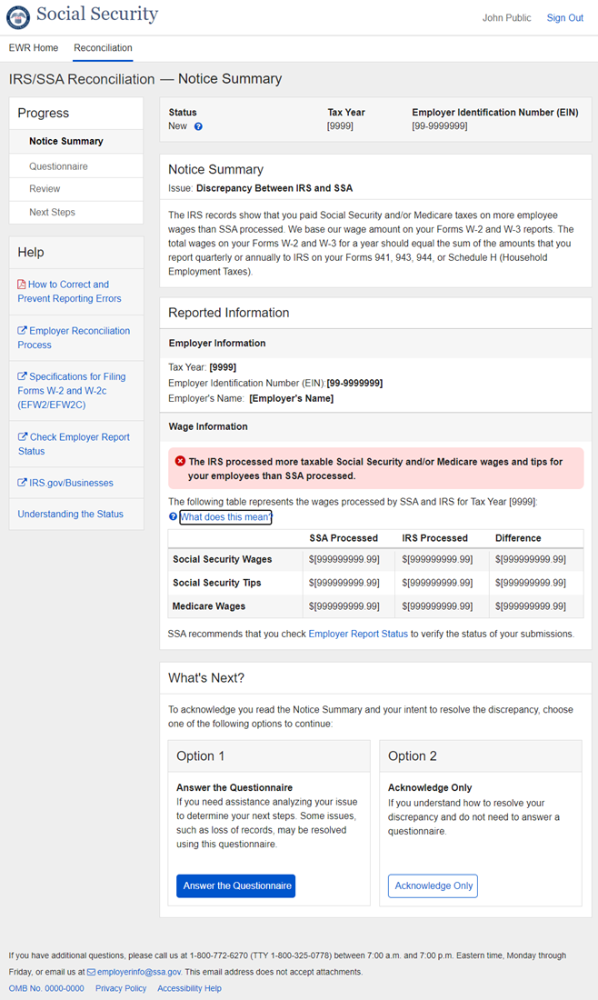 Social Security
John Public
Sign Out
EWR Home
Reconciliation
IRS/SSA Reconciliation — Notice Summary
Progress
Notice Summary
Questionnaire
Review
Next Steps
Help
How to Correct and
Prevent Reporting Errors
Employer Reconciliation
Process
Specifications for Filing
Forms W-2 and W-2c
(EFW2/EFW2C)
Check Employer Report
Status
IRS.gov/Businesses
Understanding the Status
Status Tax Year Employer Identification Number (EIN)
New [9999] [99-9999999]
Notice Summary
Issue: Discrepancy Between IRS and SSA
The IRS records show that you paid Social Security and/or Medicare taxes on more employee
wages than SSA processed. We base our wage amount on your Forms W-2 and W-3 reports. The
total wages on your Forms W-2 and W-3 for a year should equal the sum of the amounts that you
report quarterly or annually to IRS on your Forms 941, 943, 944, or Schedule H (Household
Employment Taxes).
Reported Information
Employer Information
Tax Year: [9999]
Employer Identification Number (EIN):[99-9999999]
Employer's Name: [Employer's Name]
Wage Information
The IRS processed more taxable Social Security and/or Medicare wages and tips for
your employees than SSA processed.
The following table represents the wages processed by SSA and IRS for Tax Year [9999]:
What does this mean?
SSA Processed IRS Processed Difference
Social Security Wages $[999999999.99] $[999999999.99] $[999999999.99]
Social Security Tips $[999999999.99] $[999999999.99] $[999999999.99]
Medicare Wages $[999999999.99] $[999999999.99] $[999999999.99]
SSA recommends that you check Employer Report Status to verify the status of your submissions.
What's Next?
To acknowledge you read the Notice Summary and your intent to resolve the discrepancy, choose
one of the following options to continue:
Option 1
Answer the Questionnaire
If you need assistance analyzing your issue
to determine your next steps. Some issues,
such as loss of records, may be resolved
using this questionnaire.
Answer the Questionnaire
Option 2
Acknowledge Only
If you understand how to resolve your
discrepancy and do not need to answer a
questionnaire.
Acknowledge Only
If you have additional questions, please call us at 1-800-772-6270 (TTY 1-800-325-0778) between 7:00 a.m. and 7:00 p.m. Eastern time, Monday through
Friday, or email us at employerinfo@ssa.gov. This email address does not accept attachments.
OMB No. 0000-0000 Privacy Policy Accessibility Help